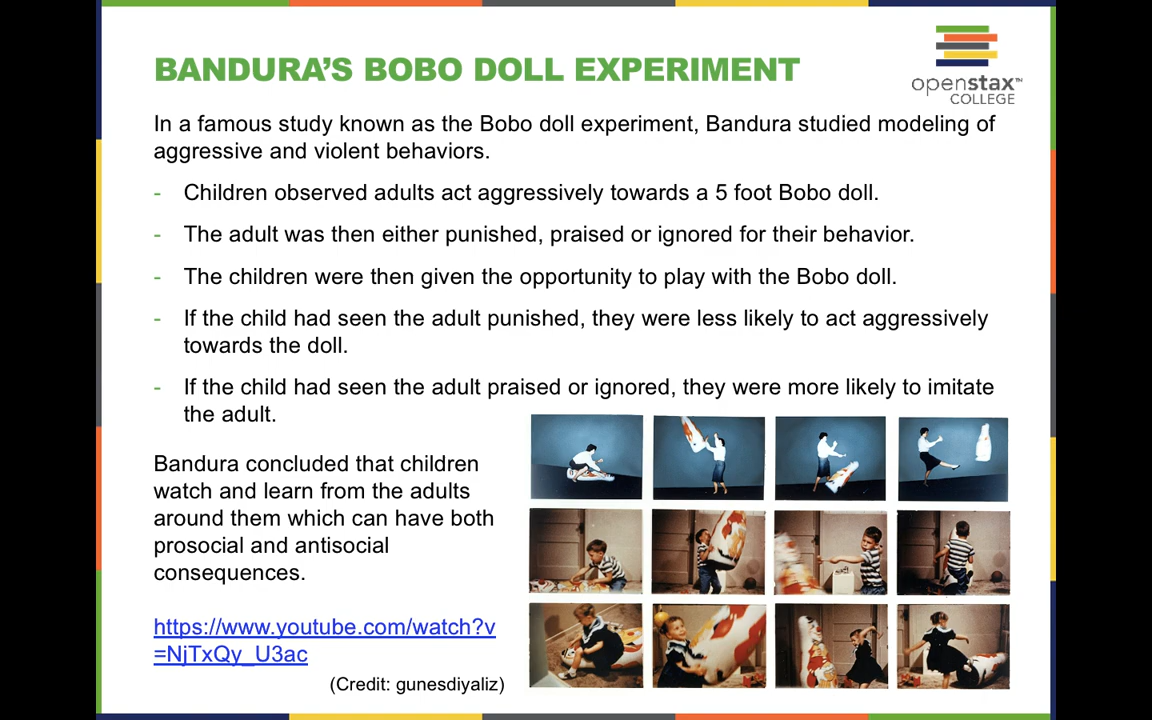 BANDURA'S BOBO DOLL EXPERIMENT
openstax™
COLLEGE
In a famous study known as the Bobo doll experiment, Bandura studied modeling of
aggressive and violent behaviors.
- Children observed adults act aggressively towards a 5 foot Bobo doll.
- The adult was then either punished, praised or ignored for their behavior.
- The children were then given the opportunity to play with the Bobo doll.
- If the child had seen the adult punished, they were less likely to act aggressively
towards the doll.
- If the child had seen the adult praised or ignored, they were more likely to imitate
the adult.
Bandura concluded that children
watch and learn from the adults
around them which can have both
prosocial and antisocial
consequences.
https://www.youtube.com/watch?v
=NjTxQy_U3ac
(Credit: gunesdiyaliz)